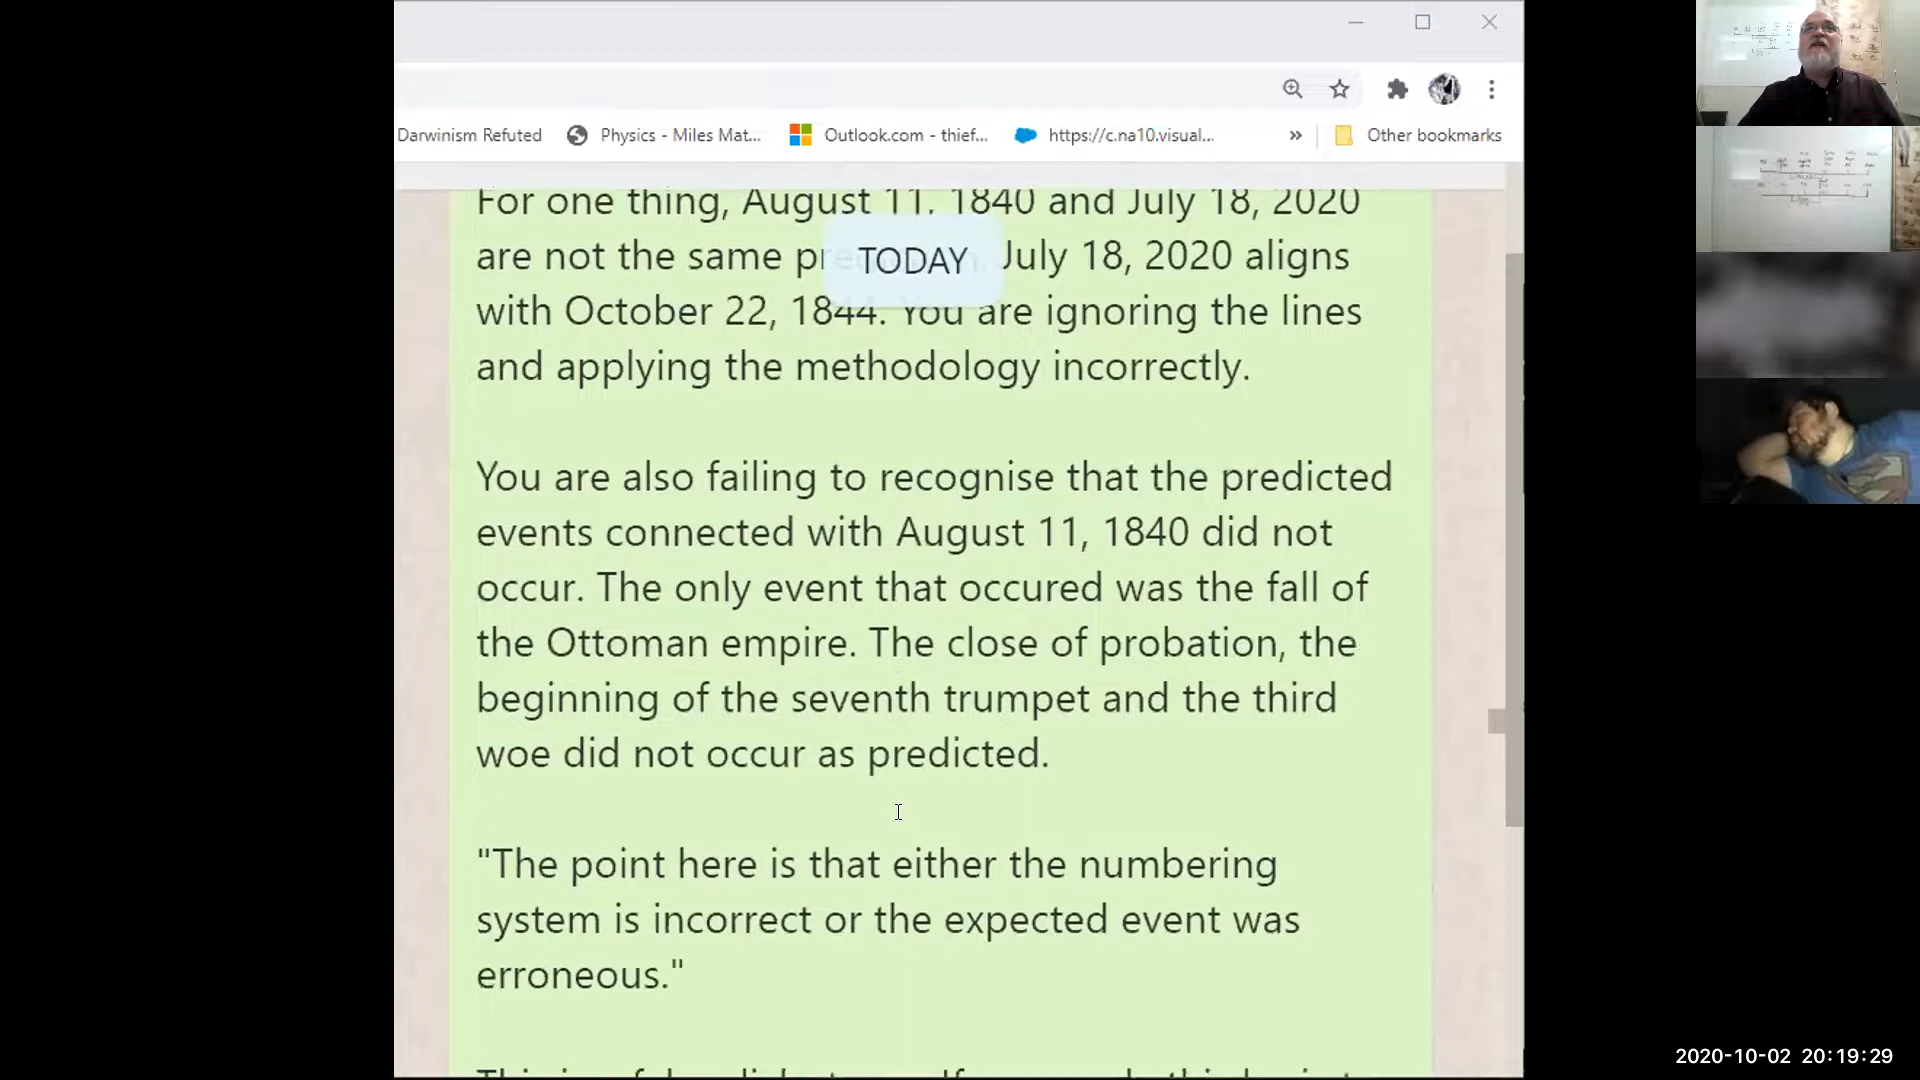 Darwinism Refuted Physics - Miles Mat... Outlook.com - thief... https://c.na10.visual... » Other bookmarks
For one thing, August 11, 1840 and July 18, 2020
are not the same July 18, 2020 aligns
TODAY
with October 22, 1844. You are ignoring the lines
and applying the methodology incorrectly.
You are also failing to recognise that the predicted
events connected with August 11, 1840 did not
occur. The only event that occured was the fall of
the Ottoman empire. The close of probation, the
beginning of the seventh trumpet and the third
woe did not occur as predicted.
"The point here is that either the numbering
system is incorrect or the expected event was
erroneous."
2020-10-02 20:19:29